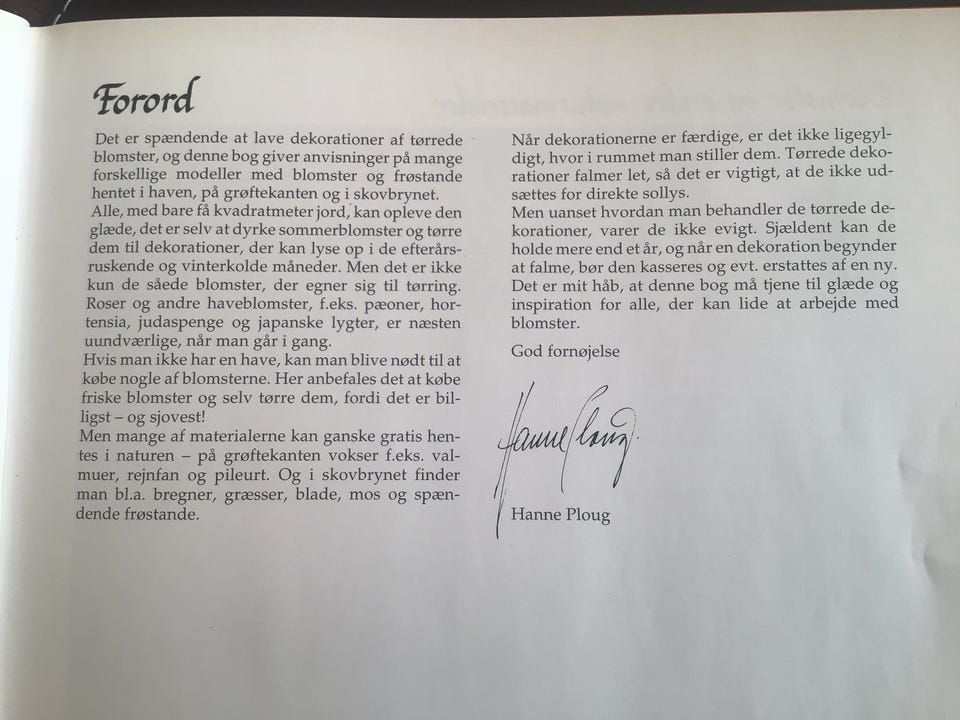 Forord
Det er spændende at lave dekorationer af tørrede
blomster, og denne bog giver anvisninger på mange
forskellige modeller med blomster og frøstande
hentet i haven, på grøftekanten og i skovbrynet.
Alle, med bare få kvadratmeter jord, kan opleve den
glæde, det er selv at dyrke sommerblomster og tørre
dem til dekorationer, der kan lyse op i de efterårs-
ruskende og vinterkolde måneder. Men det er ikke
kun de såede blomster, der egner sig til tørring.
Roser og andre haveblomster, f.eks. pæoner, hor-
tensia, judaspenge og japanske lygter, er næsten
uundværlige, når man går i gang.
Hvis man ikke har en have, kan man blive nødt til at
købe nogle af blomsterne. Her anbefales det at købe
friske blomster og selv tørre dem, fordi det er bil-
ligst – og sjovest!
Men mange af materialerne kan ganske gratis hen-
tes i naturen – på grøftekanten vokser f.eks. val-
muer, rejnfan og pileurt. Og i skovbrynet finder
man bl.a. bregner, græsser, blade, mos og spæn-
dende frøstande.
Når dekorationerne er færdige, er det ikke ligegyl-
digt, hvor i rummet man stiller dem. Tørrede deko-
rationer falmer let, så det er vigtigt, at de ikke ud-
sættes for direkte sollys.
Men uanset hvordan man behandler de tørrede de-
korationer, varer de ikke evigt. Sjældent kan de
holde mere end et år, og når en dekoration begynder
at falme, bør den kasseres og evt. erstattes af en ny.
Det er mit håb, at denne bog må tjene til glæde og
inspiration for alle, der kan lide at arbejde med
blomster.
God fornøjelse
Hanne Ploug
Hanne Ploug